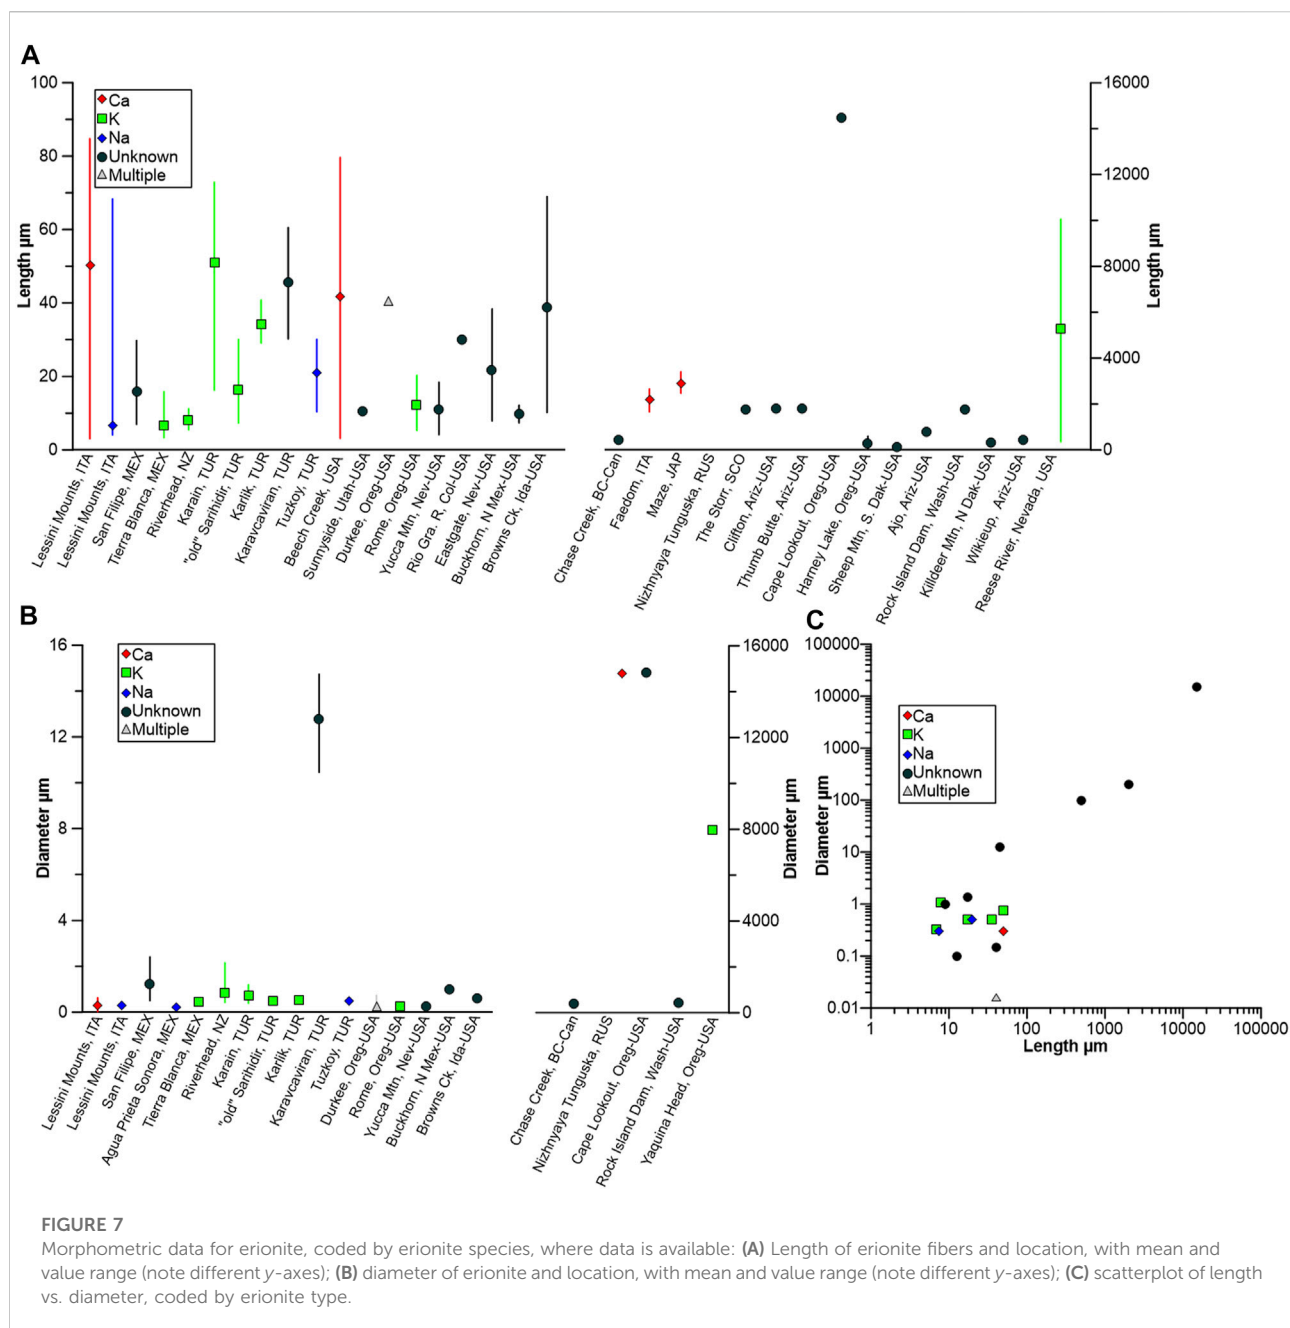 A
100
80
60
40
20
0
Length µm
Ca
K
Na
Unknown
Multiple
16000
12000
8000
4000
0
Length µm
Lessini Mounts, ITA
Lessini Mounts, ITA
San Filipe, MEX
Tierra Blanca, MEX
Riverhead, NZ
Karain, TUR
"old" Sarihidir, TUR
Karlik, TUR
Karavcaviran, TUR
Tuzkoy, TUR
Beech Creek, USA
Sunnyside, Utah-USA
Durkee, Oreg-USA
Rome, Oreg-USA
Yucca Mtn, Nev-USA
Rio Gra. R, Col-USA
Eastgate, Nev-USA
Buckhorn, N Mex-USA
Browns Ck, Ida-USA
Chase Creek, BC-Can
Faedom, ITA
Maze, JAP
Nizhnyaya Tunguska, RUS
The Storr, SCO
Clifton, Ariz-USA
Thumb Butte, Ariz-USA
Cape Lookout, Oreg-USA
Harney Lake, Oreg-USA
Sheep Mtn, S. Dak-USA
Ajo, Ariz-USA
Rock Island Dam, Wash-USA
Killdeer Mtn, N Dak-USA
Wikieup, Ariz-USA
Reese River, Nevada, USA
B
16
12
8
4
0
Diameter µm
Ca
K
Na
Unknown
Multiple
16000
12000
8000
4000
0
Diameter µm
Lessini Mounts, ITA
Lessini Mounts, ITA
San Filipe, MEX
Agua Prieta Sonora, MEX
Tierra Blanca, MEX
Riverhead, NZ
Karain, TUR
"old" Sarihidir, TUR
Karlik, TUR
Karavcaviran, TUR
Tuzkoy, TUR
Durkee, Oreg-USA
Rome, Oreg-USA
Yucca Mtn, Nev-USA
Buckhorn, N Mex-USA
Browns Ck, Ida-USA
Chase Creek, BC-Can
Nizhnyaya Tunguska, RUS
Cape Lookout, Oreg-USA
Rock Island Dam, Wash-USA
Yaquina Head, Oreg-USA
C
100000
10000
1000
100
10
1
0.1
0.01
Diameter µm
Ca
K
Na
Unknown
Multiple
1
10
100
1000
10000
100000
Length µm
FIGURE 7
Morphometric data for erionite, coded by erionite species, where data is available: (A) Length of erionite fibers and location, with mean and
value range (note different y-axes); (B) diameter of erionite and location, with mean and value range (note different y-axes); (C) scatterplot of length
vs. diameter, coded by erionite type.